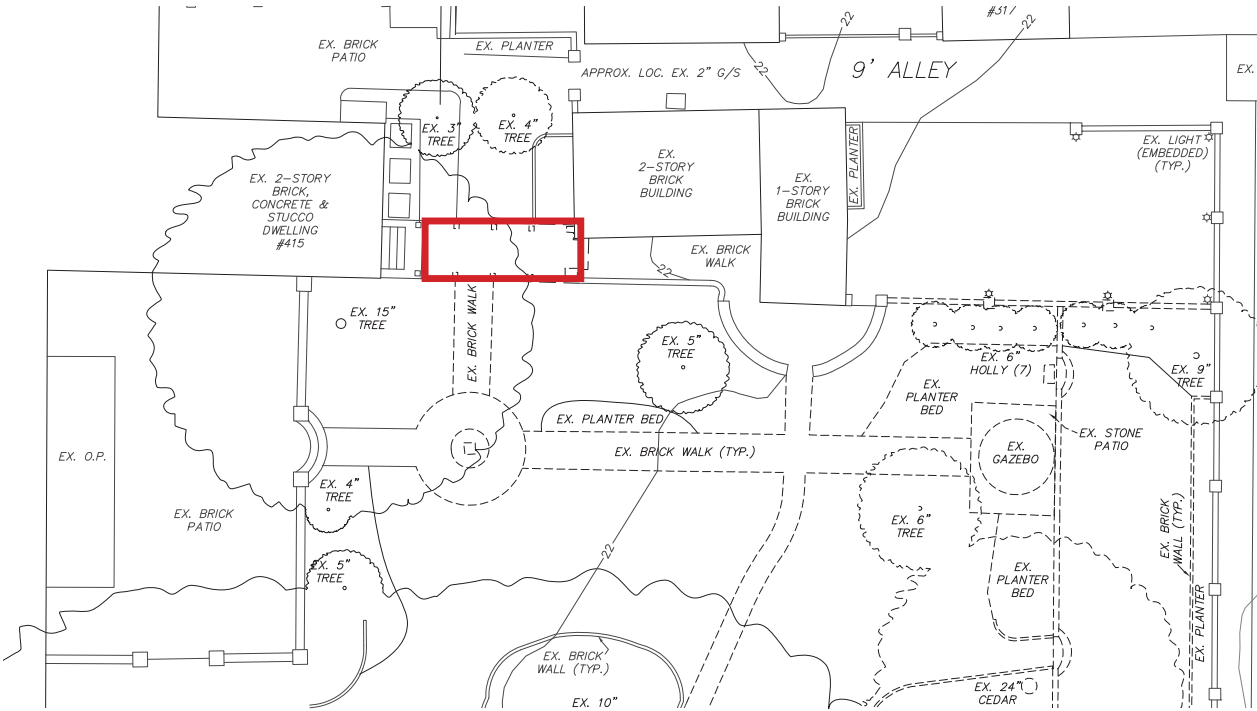 #317
22
22
EX. BRICK
PATIO
EX. PLANTER
APPROX. LOC. EX. 2" G/S
22
9' ALLEY
EX.
EX. 3"
TREE
EX. 4"
TREE
EX. PLANTER
EX. LIGHT
(EMBEDDED)
(TYP.)
EX.
2-STORY
BRICK
BUILDING
EX.
1-STORY
BRICK
BUILDING
EX. 2-STORY
BRICK,
CONCRETE &
STUCCO
DWELLING
#415
EX. BRICK
WALK
22
EX. 15"
TREE
EX. BRICK WALK
EX. 5"
TREE
EX. 6"
HOLLY (7)
EX. 9"
TREE
EX.
PLANTER
BED
EX. PLANTER BED
EX. STONE
PATIO
EX. BRICK WALK (TYP.)
EX.
GAZEBO
EX. O.P.
EX. 4"
TREE
EX. BRICK
PATIO
EX. 6"
TREE
EX. BRICK
WALL (TYP.)
22
EX. 5"
TREE
EX.
PLANTER
BED
EX. PLANTER
EX. BRICK
WALL (TYP.)
EX. 24"
CEDAR
EX. 10"